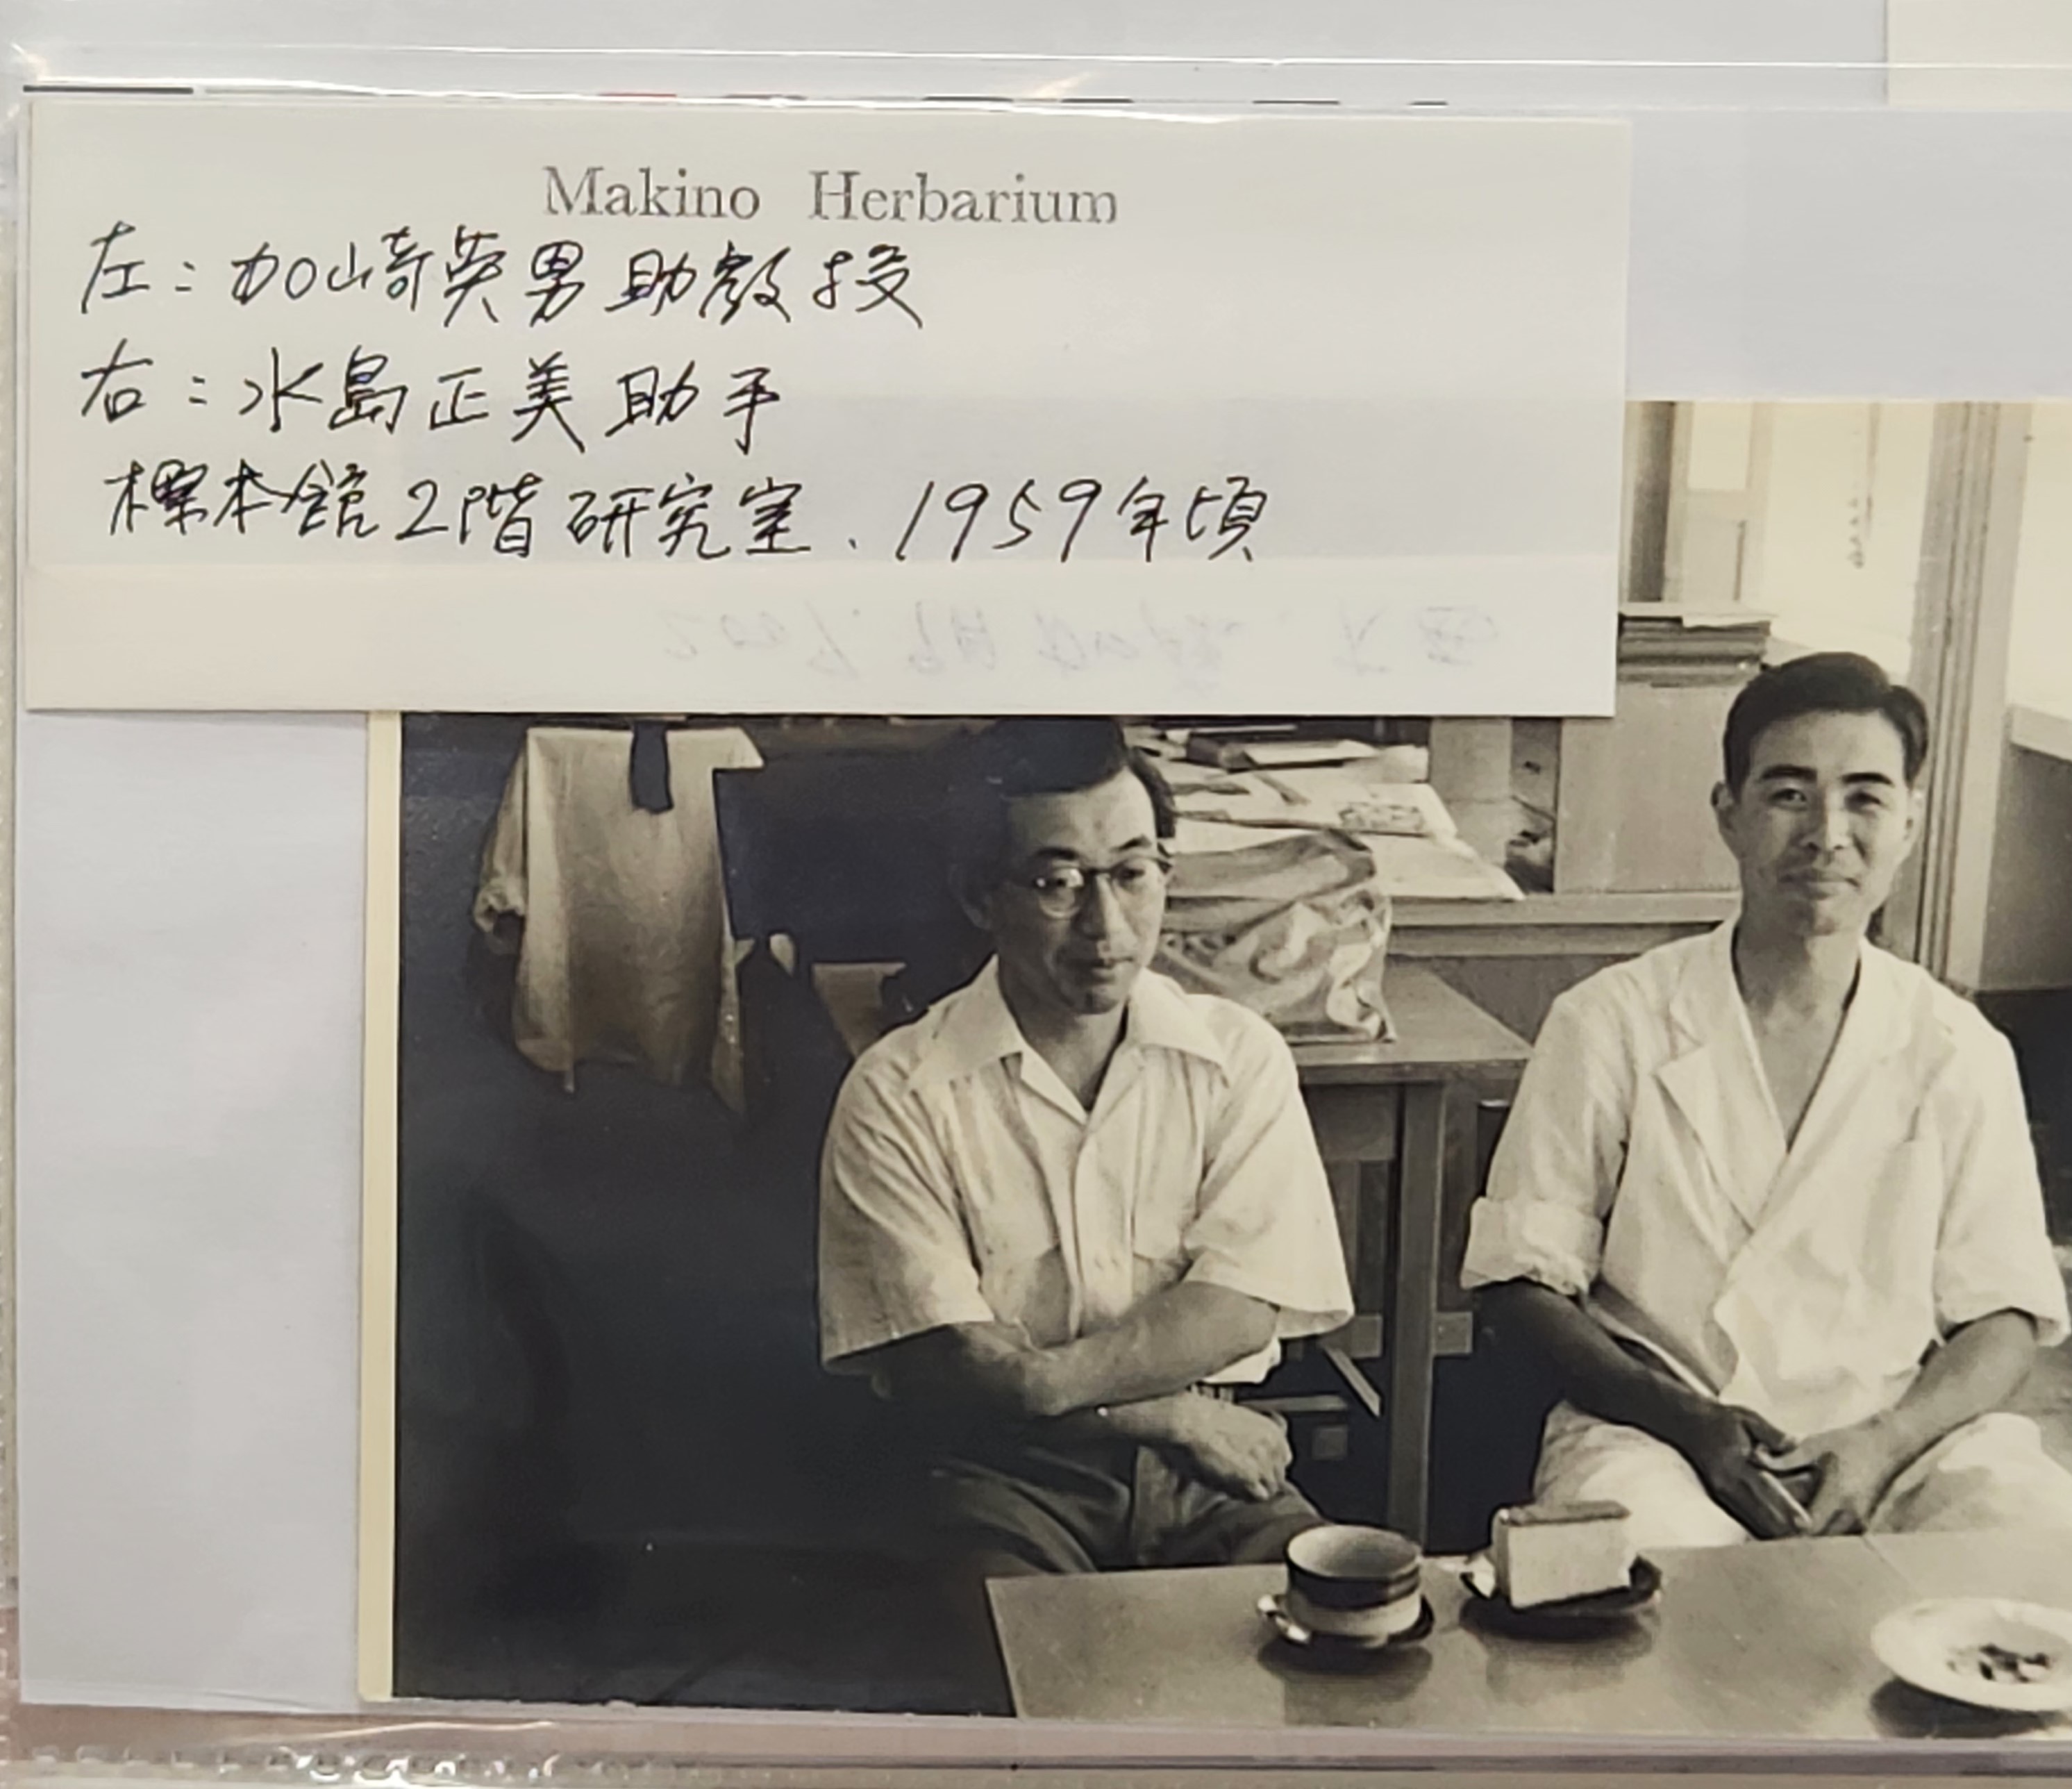 Makino Herbarium
左：加崎英男助教授
右：水島正美助手
標本館2階研究室、1959年頃